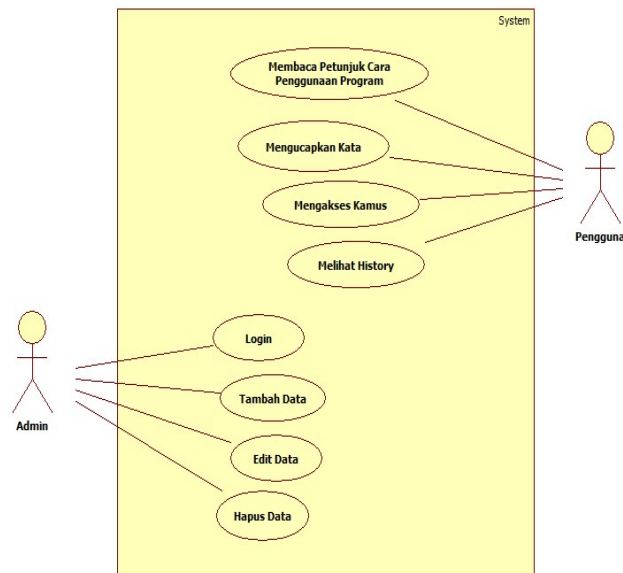 System
Membaca Petunjuk Cara
Penggunaan Program
Mengucapkan Kata
Mengakses Kamus
Pengguna
Melihat History
Login
Tambah Data
Admin
Edit Data
Hapus Data